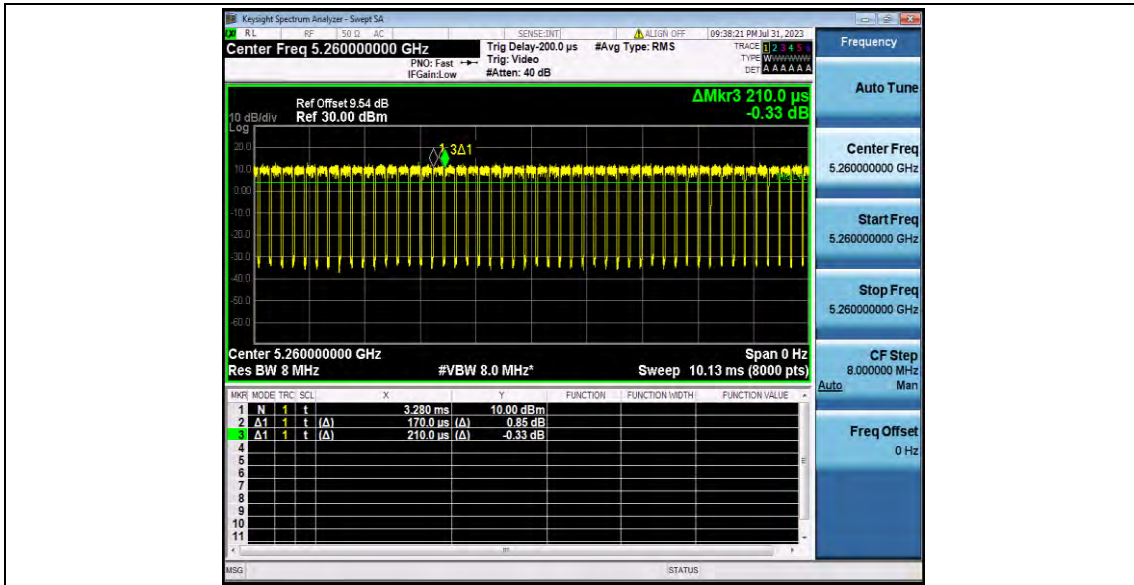 Keysight Spectrum Analyzer - Swept SA
RL RF 50 Ω AC SENSE:INT ALIGN OFF 09:38:21 PM Jul 31, 2023
Center Freq 5.260000000 GHz
PNO: Fast
IFGain:Low
Trig Delay-200.0 µs
Trig: Video
#Atten: 40 dB
#Avg Type: RMS
TRACE 1 2 3 4 5 6
TYPE WWWWWW
DET A A A A A A
Frequency
Auto Tune
Center Freq
5.260000000 GHz
Start Freq
5.260000000 GHz
Stop Freq
5.260000000 GHz
CF Step
8.000000 MHz
Auto Man
Freq Offset
0 Hz
ΔMkr3 210.0 µs
-0.33 dB
Ref Offset 9.54 dB
10 dB/div Ref 30.00 dBm
Log
20.0
10.0
0.00
-10.0
-20.0
-30.0
-40.0
-50.0
-60.0
1 3Δ1
Center 5.260000000 GHz Span 0 Hz
Res BW 8 MHz #VBW 8.0 MHz* Sweep 10.13 ms (8000 pts)
MKR MODE TRC SCL X Y FUNCTION FUNCTION WIDTH FUNCTION VALUE
1 N 1 t 3.280 ms 10.00 dBm
2 Δ1 1 t (Δ) 170.0 µs (Δ) 0.85 dB
3 Δ1 1 t (Δ) 210.0 µs (Δ) -0.33 dB
4
5
6
7
8
9
10
11
MSG STATUS